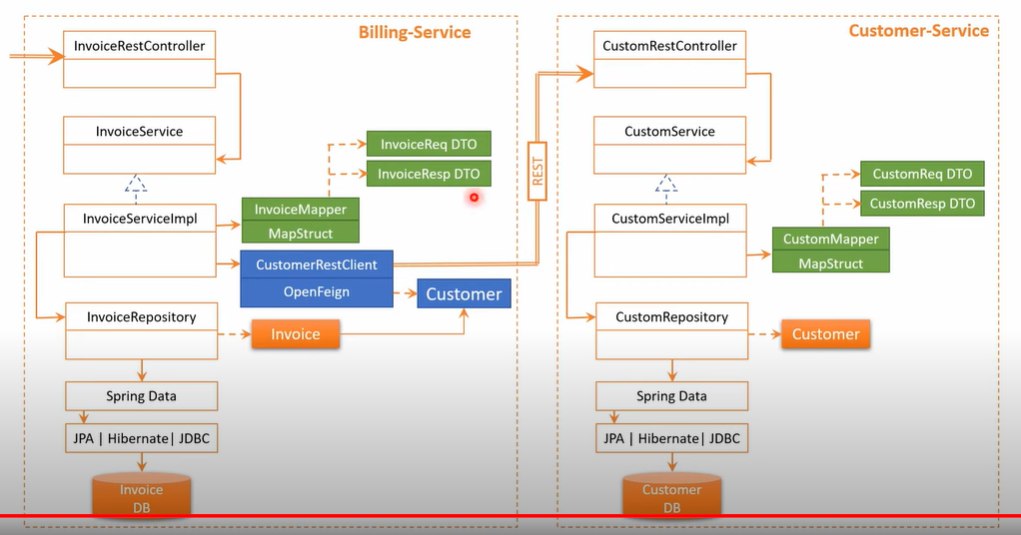 Billing-Service
InvoiceRestController
InvoiceService
InvoiceReq DTO
InvoiceResp DTO
InvoiceServiceImpl
InvoiceMapper
MapStruct
CustomerRestClient
OpenFeign
Customer
InvoiceRepository
Invoice
Spring Data
JPA | Hibernate| JDBC
Invoice
DB
REST
Customer-Service
CustomRestController
CustomService
CustomReq DTO
CustomResp DTO
CustomServiceImpl
CustomMapper
MapStruct
CustomRepository
Customer
Spring Data
JPA | Hibernate| JDBC
Customer
DB